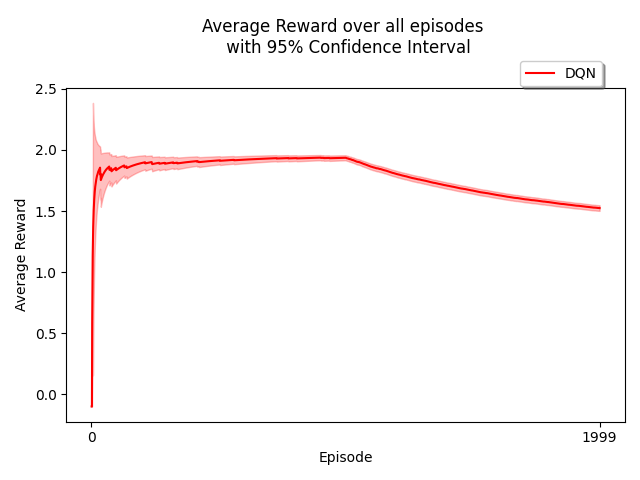 Average Reward over all episodes
with 95% Confidence Interval
DQN
2.5
2.0
1.5
1.0
0.5
0.0
Average Reward
0
1999
Episode